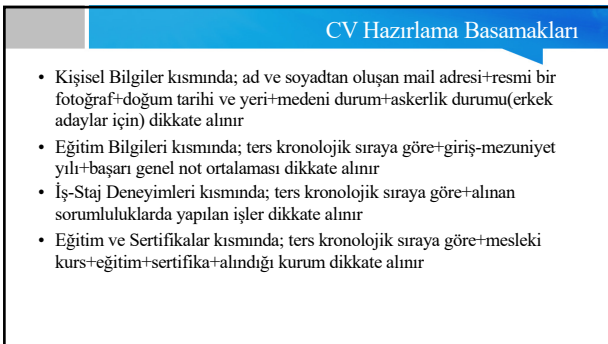 CV Hazırlama Basamakları
• Kişisel Bilgiler kısmında; ad ve soyadtan oluşan mail adresi+resmi bir
fotoğraf+doğum tarihi ve yeri+medeni durum+askerlik durumu(erkek
adaylar için) dikkate alınır
• Eğitim Bilgileri kısmında; ters kronolojik sıraya göre+giriş-mezuniyet
yılı+başarı genel not ortalaması dikkate alınır
• İş-Staj Deneyimleri kısmında; ters kronolojik sıraya göre+alınan
sorumluluklarda yapılan işler dikkate alınır
• Eğitim ve Sertifikalar kısmında; ters kronolojik sıraya göre+mesleki
kurs+eğitim+sertifika+alındığı kurum dikkate alınır